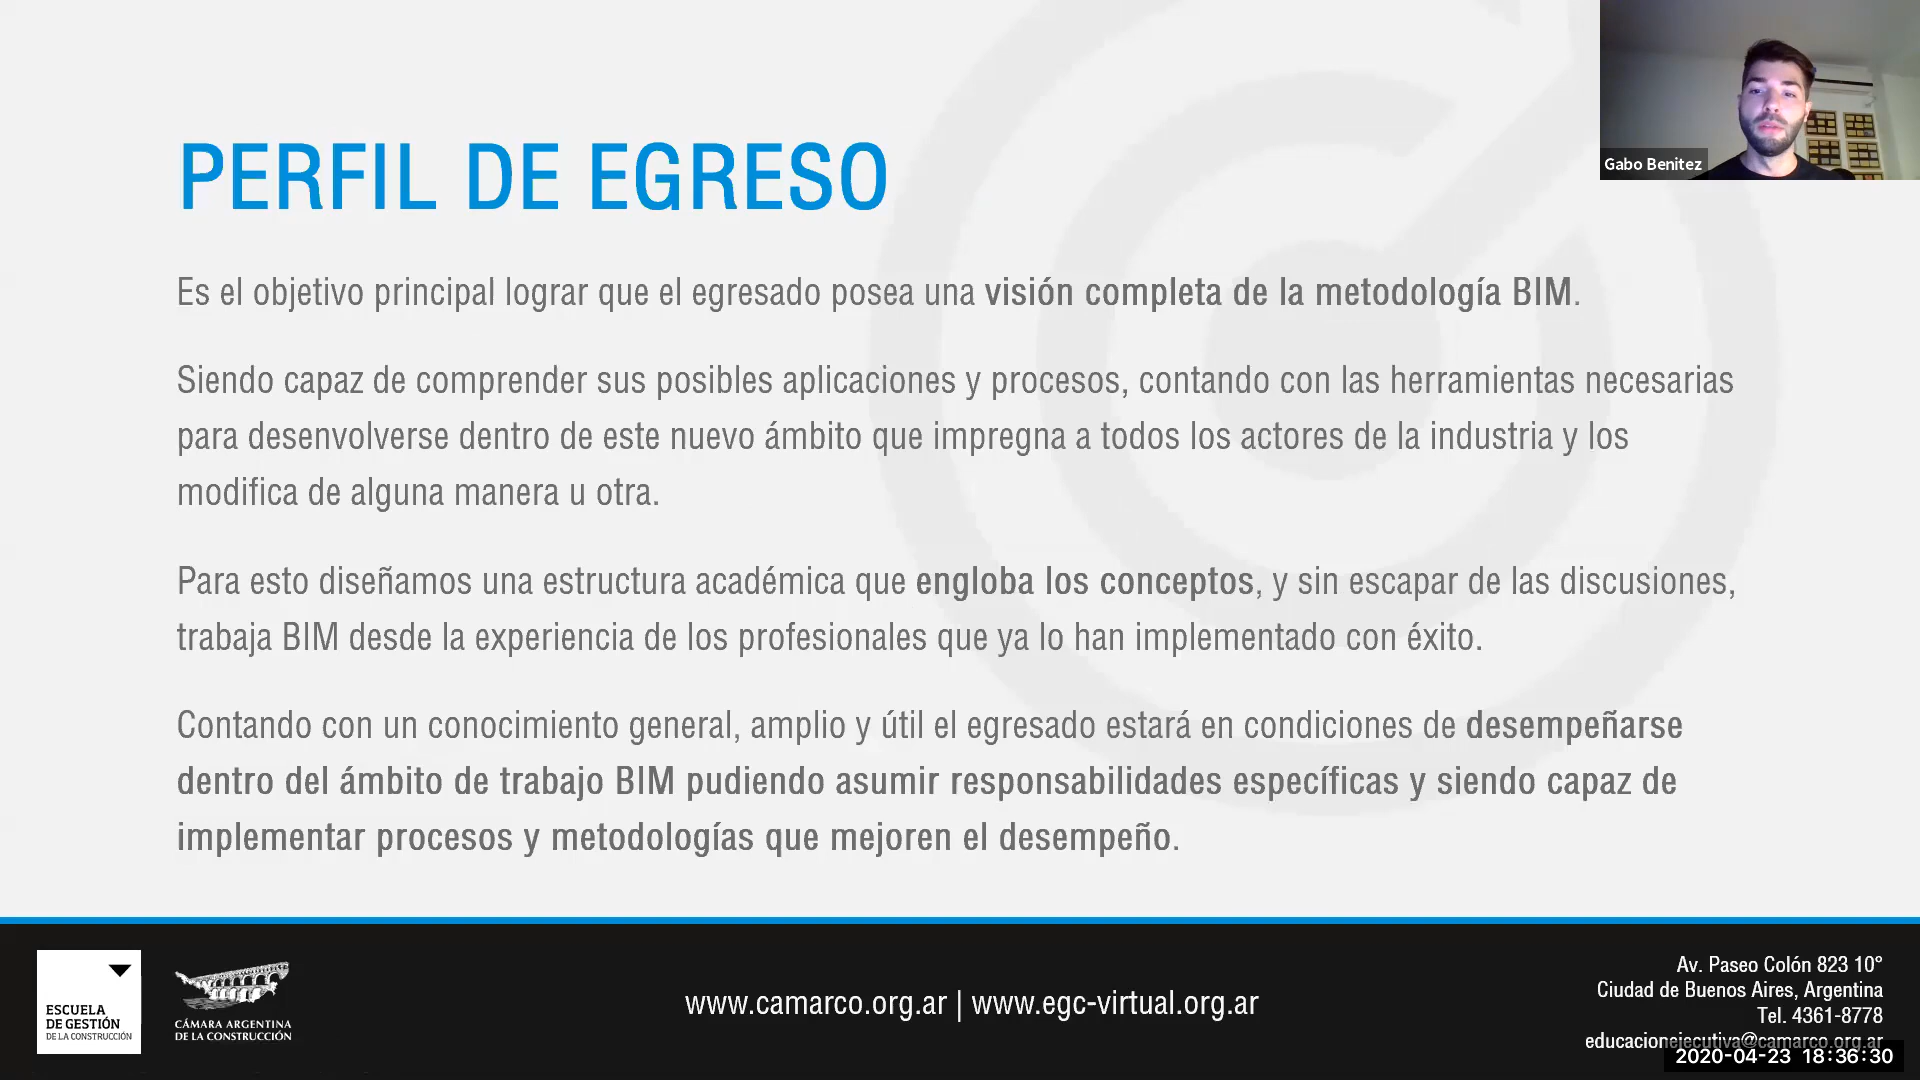 PERFIL DE EGRESO
Gabo Benitez
Es el objetivo principal lograr que el egresado posea una visión completa de la metodología BIM.
Siendo capaz de comprender sus posibles aplicaciones y procesos, contando con las herramientas necesarias
para desenvolverse dentro de este nuevo ámbito que impregna a todos los actores de la industria y los
modifica de alguna manera u otra.
Para esto diseñamos una estructura académica que engloba los conceptos, y sin escapar de las discusiones,
trabaja BIM desde la experiencia de los profesionales que ya lo han implementado con éxito.
Contando con un conocimiento general, amplio y útil el egresado estará en condiciones de desempeñarse
dentro del ámbito de trabajo BIM pudiendo asumir responsabilidades específicas y siendo capaz de
implementar procesos y metodologías que mejoren el desempeño.
ESCUELA
DE GESTIÓN
DE LA CONSTRUCCIÓN
CÁMARA ARGENTINA
DE LA CONSTRUCCIÓN
www.camarco.org.ar | www.egc-virtual.org.ar
Av. Paseo Colón 823 10°
Ciudad de Buenos Aires, Argentina
Tel. 4361-8778
educacionejecutiva@camarco.org.ar
2020-04-23 18:36:30